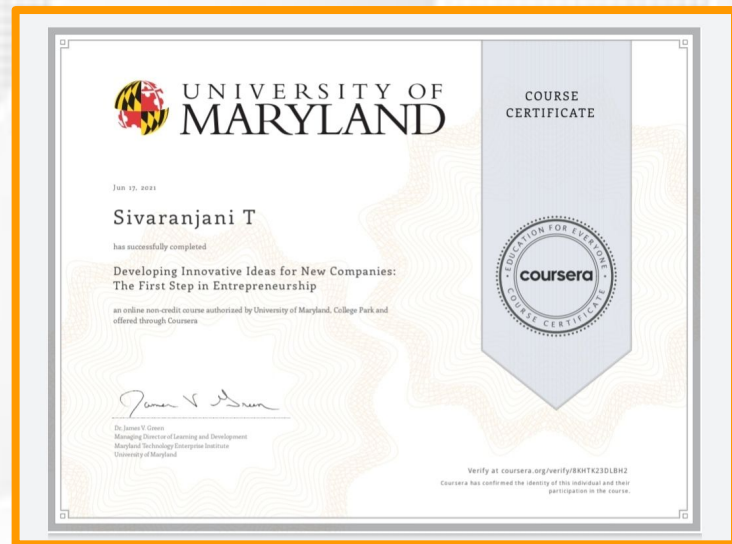 UNIVERSITY OF
MARYLAND
COURSE
CERTIFICATE
Jun 17, 2021
Sivaranjani T
has successfully completed
Developing Innovative Ideas for New Companies:
The First Step in Entrepreneurship
an online non-credit course authorized by University of Maryland, College Park and
offered through Coursera
EDUCATION FOR EVERYONE
coursera
COURSE CERTIFICATE
James V Green
Dr. James V. Green
Managing Director of Learning and Development
Maryland Technology Enterprise Institute
University of Maryland
Verify at coursera.org/verify/8KHTK23DLBH2
Coursera has confirmed the identity of this individual and their
participation in the course.